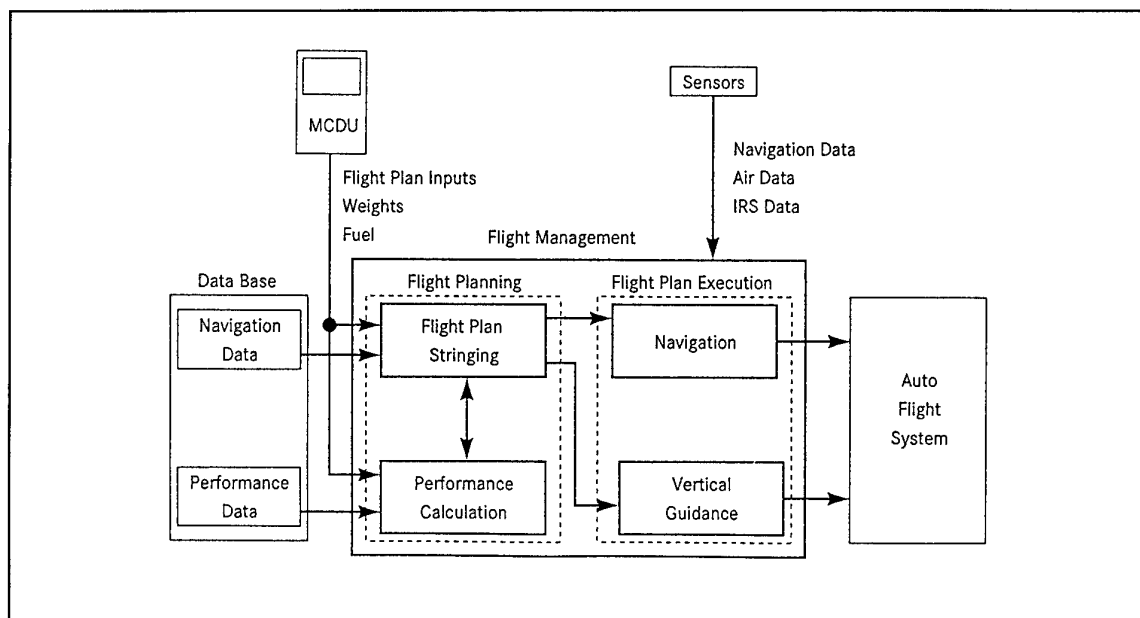 MCDU
Sensors
Flight Plan Inputs
Weights
Fuel
Navigation Data
Air Data
IRS Data
Flight Management
Data Base
Flight Planning
Flight Plan Execution
Navigation
Data
Flight Plan
Stringing
Navigation
Auto
Flight
System
Performance
Data
Performance
Calculation
Vertical
Guidance